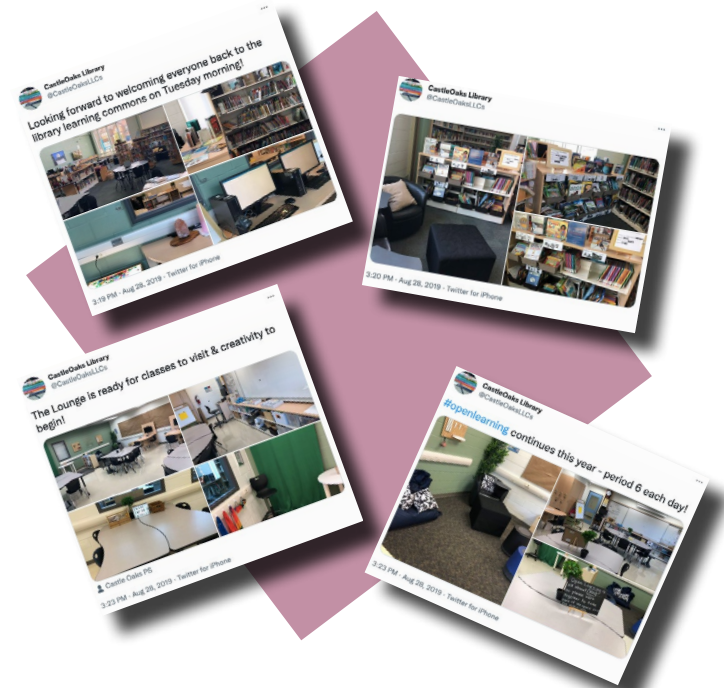 CastleOaks Library
@CastleOaksLLCs
Looking forward to welcoming everyone back to the
library learning commons on Tuesday morning!
3:19 PM · Aug 28, 2019 · Twitter for iPhone
CastleOaks Library
@CastleOaksLLCs
3:20 PM · Aug 28, 2019 · Twitter for iPhone
CastleOaks Library
@CastleOaksLLCs
The Lounge is ready for classes to visit & creativity to
begin!
Castle Oaks PS
3:23 PM · Aug 28, 2019 · Twitter for iPhone
CastleOaks Library
@CastleOaksLLCs
#openlearning continues this year - period 6 each day!
3:23 PM · Aug 28, 2019 · Twitter for iPhone